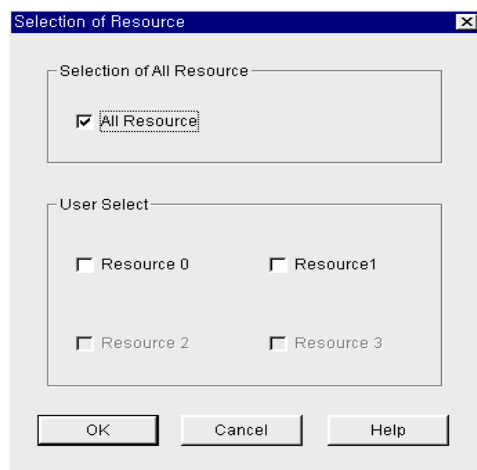 Selection of Resource
Selection of All Resource
All Resource
User Select
Resource 0 Resource1
Resource 2 Resource 3
OK Cancel Help